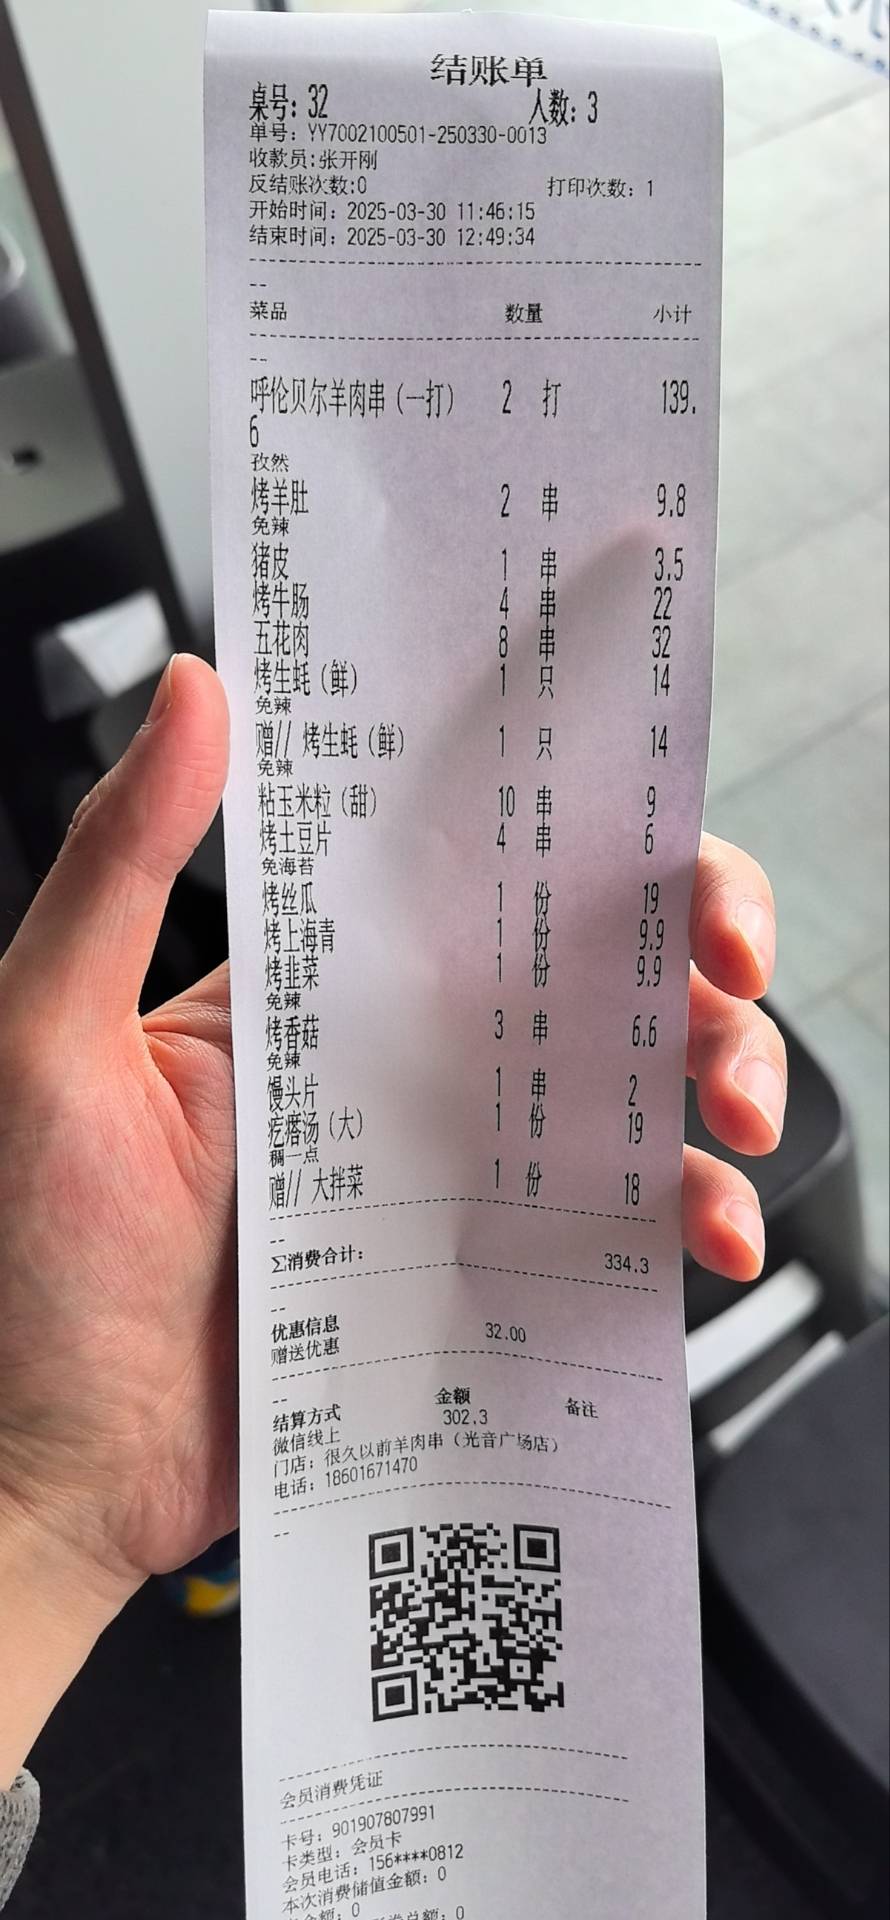 结账单
桌号：32 人数：3
单号：YY7002100501-250330-0013
收款员:张开刚
反结账次数:0 打印次数：1
开始时间：2025-03-30 11:46:15
结束时间：2025-03-30 12:49:34
--
菜品 数量 小计
--
呼伦贝尔羊肉串（一打） 2 打 139.
6
孜然
烤羊肚 2 串 9.8
免辣
猪皮 1 串 3.5
烤牛肠 4 串 22
五花肉 8 串 32
烤生蚝（鲜） 1 只 14
免辣
赠// 烤生蚝（鲜） 1 只 14
免辣
粘玉米粒（甜） 10 串 9
烤土豆片 4 串 6
免海苔
烤丝瓜 1 份 19
烤上海青 1 份 9.9
烤韭菜 1 份 9.9
免辣
烤香菇 3 串 6.6
免辣
馒头片 1 串 2
疙瘩汤（大） 1 份 19
稠一点
赠// 大拌菜 1 份 18
--
∑消费合计： 334.3
--
优惠信息
赠送优惠 32.00
--
结算方式 金额 备注
微信线上 302.3
门店：很久以前羊肉串（光音广场店）
电话：18601671470
--
会员消费凭证
卡号：901907807991
卡类型：会员卡
会员电话：156****0812
本次消费储值金额：0
金额：0
总额：0